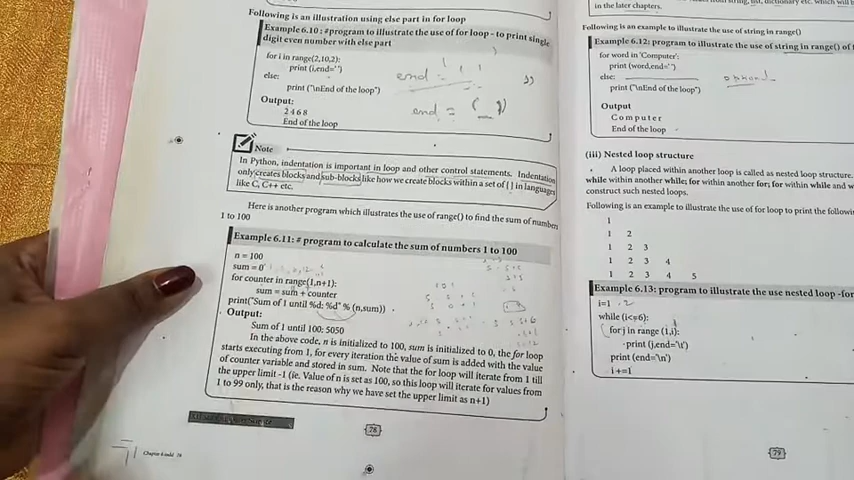 Following is an illustration using else part in for loop
Example 6.10 : #program to illustrate the use of for loop - to print single
digit even number with else part
for i in range(2,10,2):
print (i,end='')
else:
print ("\nEnd of the loop")
Output:
2 4 6 8
End of the loop
end =
end =
Note
In Python, indentation is important in loop and other control statements. Indentation
only creates blocks and sub-blocks like how we create blocks within a set of { } in languages
like C, C++ etc.
Here is another program which illustrates the use of range() to find the sum of numbers
1 to 100
Example 6.11: # program to calculate the sum of numbers 1 to 100
n = 100
sum = 0
for counter in range(1,n+1):
sum = sum + counter
print("Sum of 1 until %d: %d" % (n,sum))
Output:
Sum of 1 until 100: 5050
In the above code, n is initialized to 100, sum is initialized to 0, the for loop
starts executing from 1, for every iteration the value of sum is added with the value
of counter variable and stored in sum. Note that the for loop will iterate from 1 till
the upper limit -1 (ie. Value of n is set as 100, so this loop will iterate for values from
1 to 99 only, that is the reason why we have set the upper limit as n+1)
78
in the later chapters.
Following is an example to illustrate the use of string in range()
Example 6.12: program to illustrate the use of string in range() of
for word in 'Computer':
print (word,end='')
else:
print ("\nEnd of the loop")
Output
C o m p u t e r
End of the loop
(iii) Nested loop structure
A loop placed within another loop is called as nested loop structure.
while within another while; for within another for; for within while and
construct such nested loops.
Following is an example to illustrate the use of for loop to print the
1
1 2
1 2 3
1 2 3 4
1 2 3 4 5
Example 6.13: program to illustrate the use nested loop -for
i=1
while (i<=6):
for j in range (1,i):
print (j,end='\t')
print (end='\n')
i +=1
79